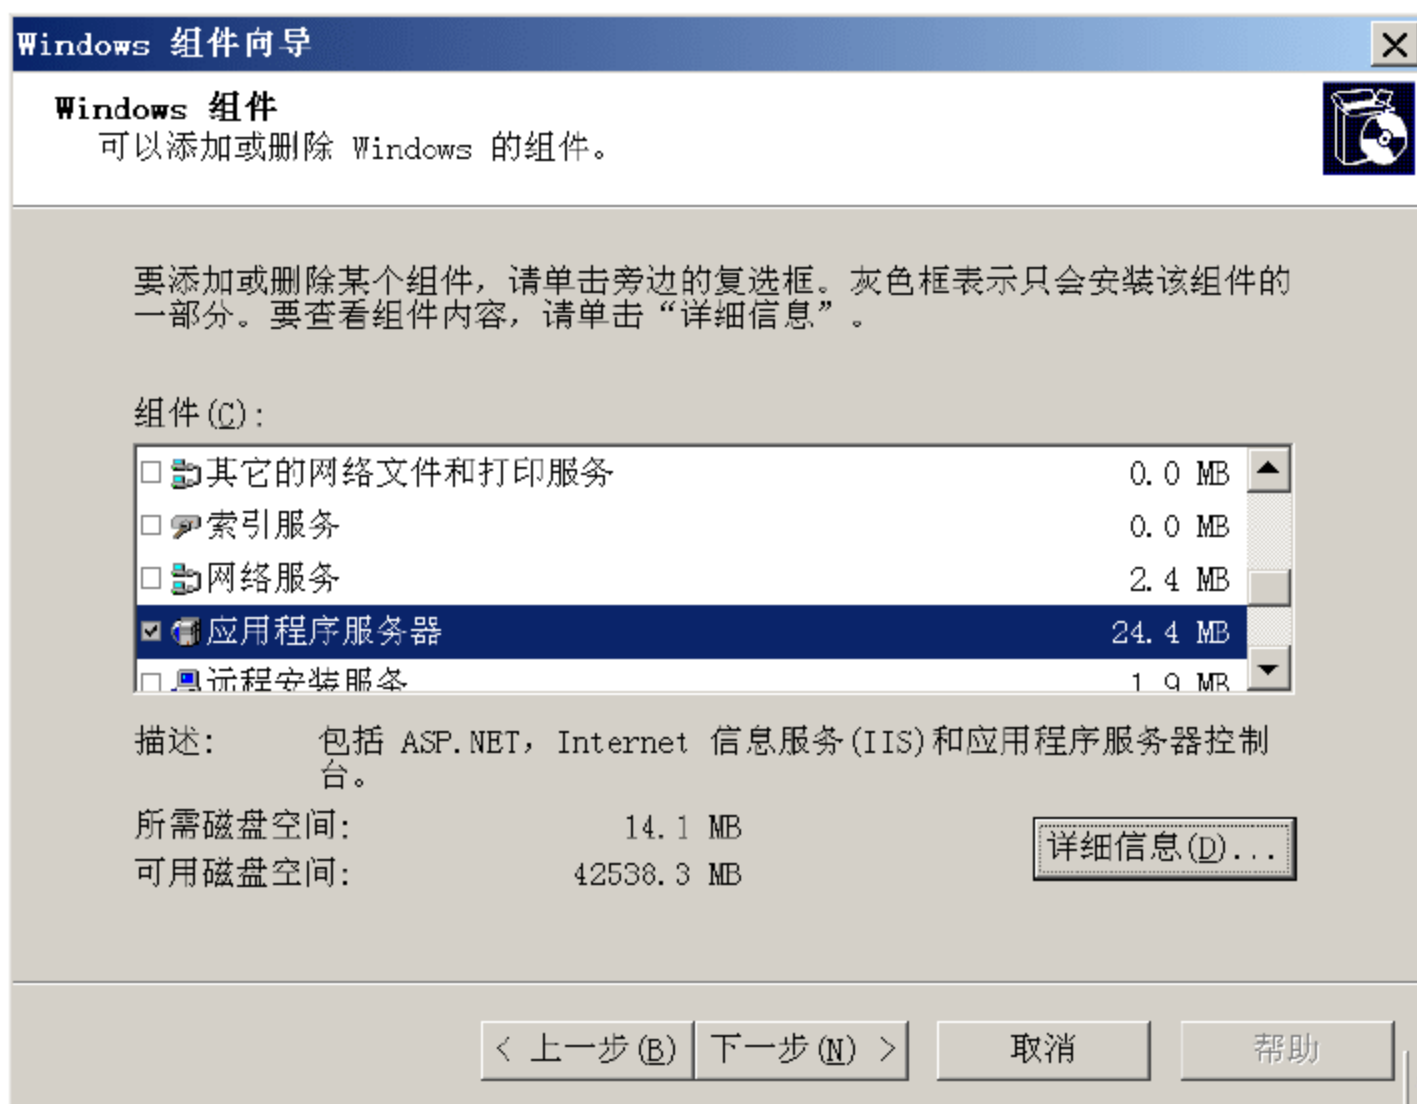 Windows 组件向导
Windows 组件
可以添加或删除 Windows 的组件。
要添加或删除某个组件，请单击旁边的复选框。灰色框表示只会安装该组件的
一部分。要查看组件内容，请单击“详细信息”。
组件(C):
其它的网络文件和打印服务 0.0 MB
索引服务 0.0 MB
网络服务 2.4 MB
应用程序服务器 24.4 MB
远程安装服务 1.9 MB
描述: 包括 ASP.NET，Internet 信息服务(IIS)和应用程序服务器控制
台。
所需磁盘空间: 14.1 MB
可用磁盘空间: 42538.3 MB
详细信息(D)...
< 上一步(B) 下一步(N) > 取消 帮助